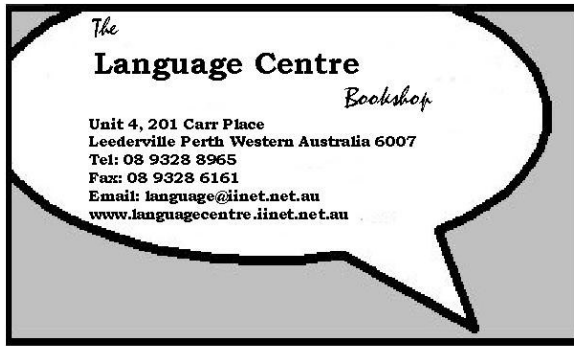 The
Language Centre
Bookshop
Unit 4, 201 Carr Place
Leederville Perth Western Australia 6007
Tel: 08 9328 8965
Fax: 08 9328 6161
Email: language@iinet.net.au
www.languagecentre.iinet.net.au